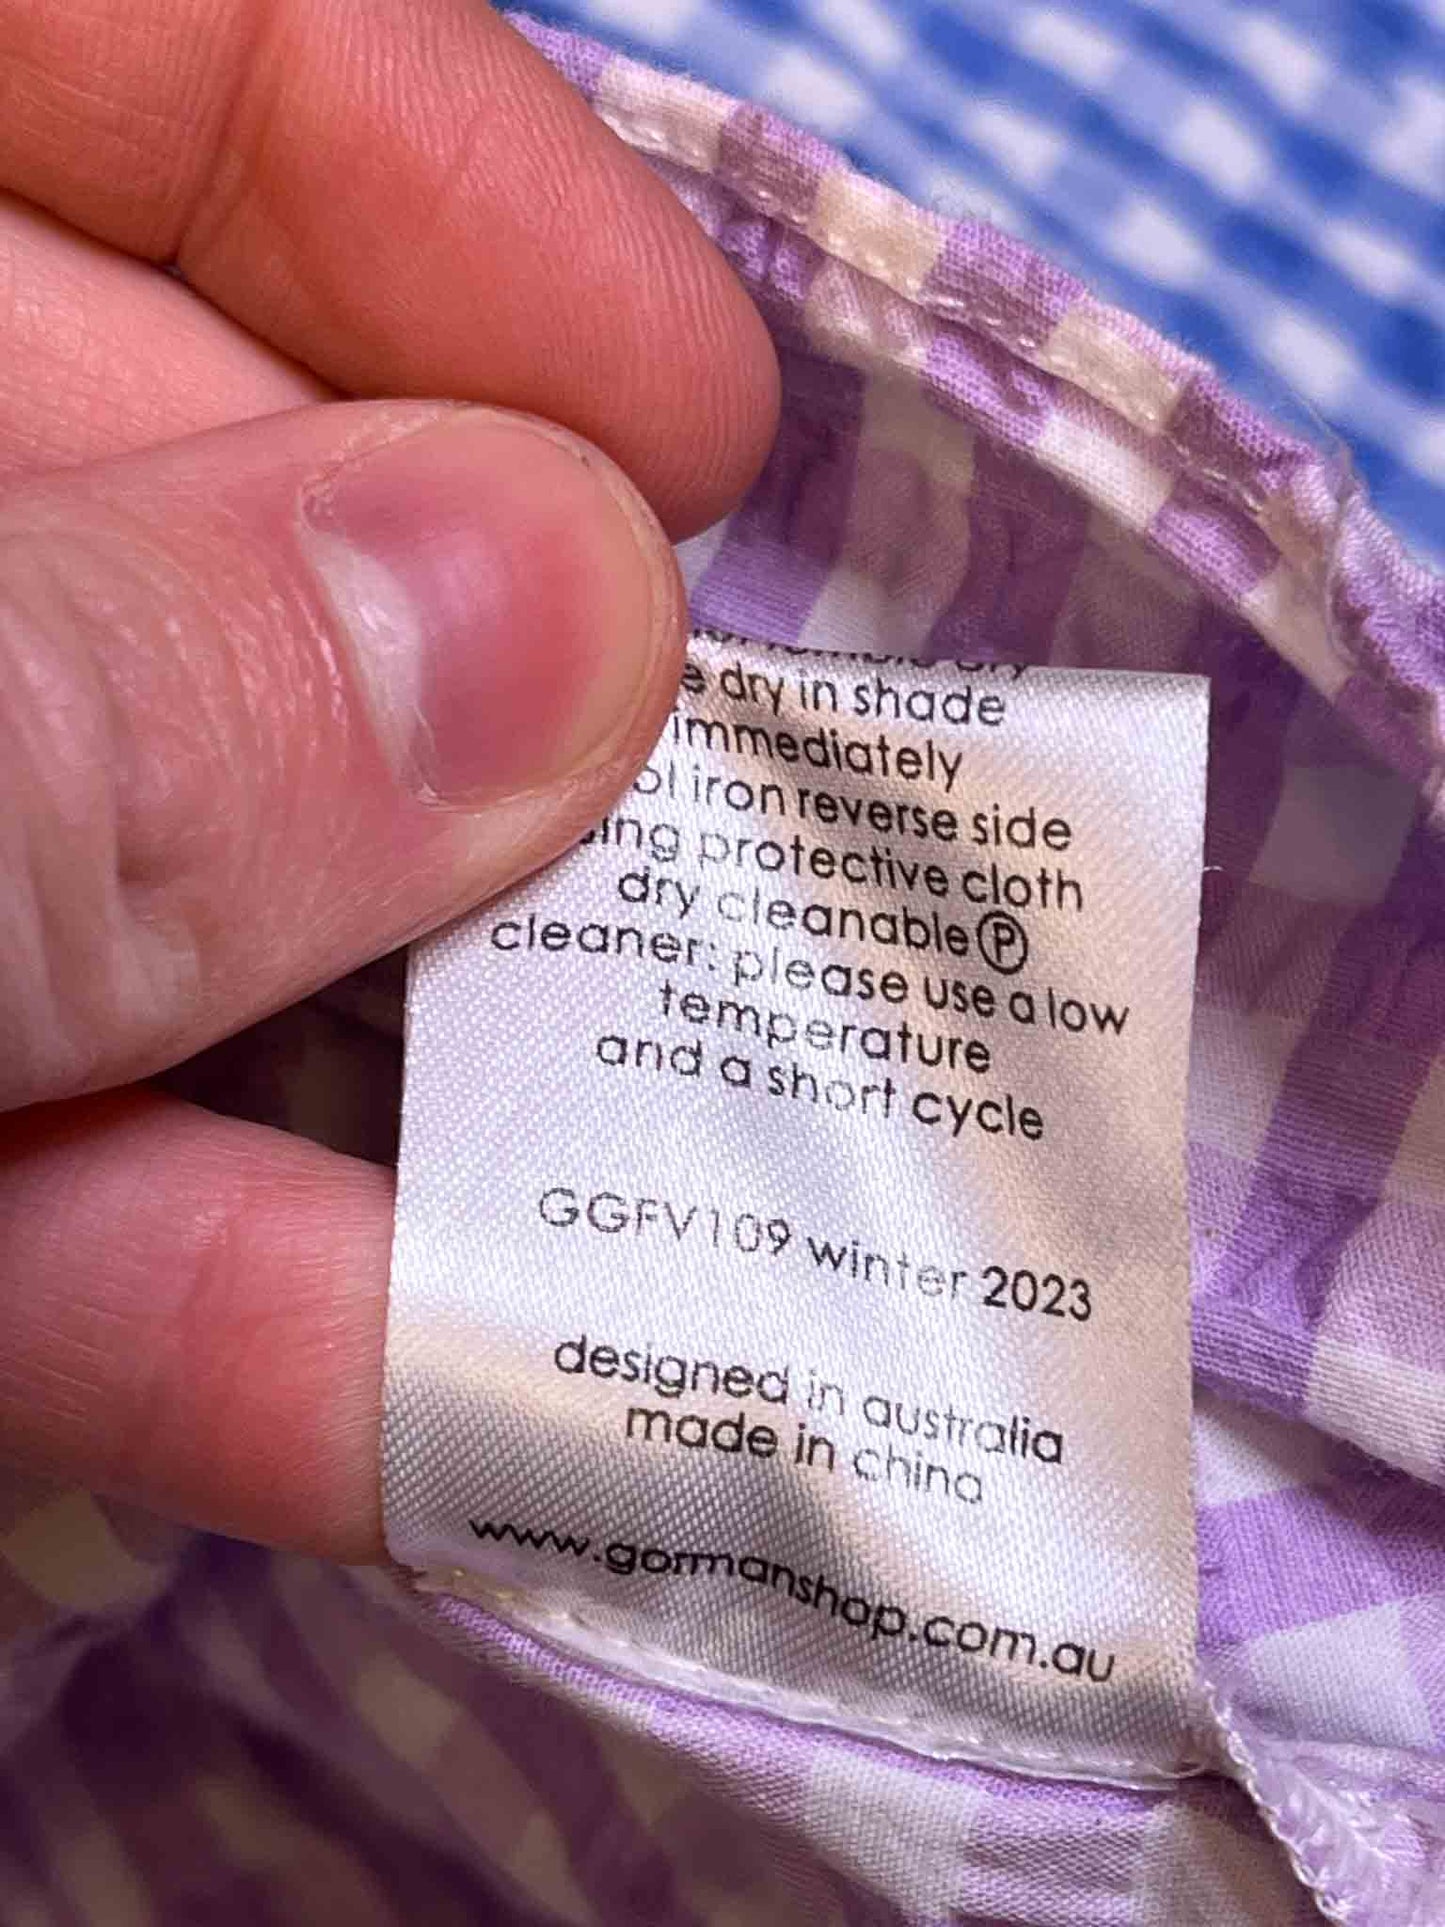 dry in shade
immediately
iron reverse side
protective cloth
dry cleanable Ⓟ
cleaner: please use a low
temperature
and a short cycle
GGFV109 winter 2023
designed in australia
made in china
www.gormanshop.com.au